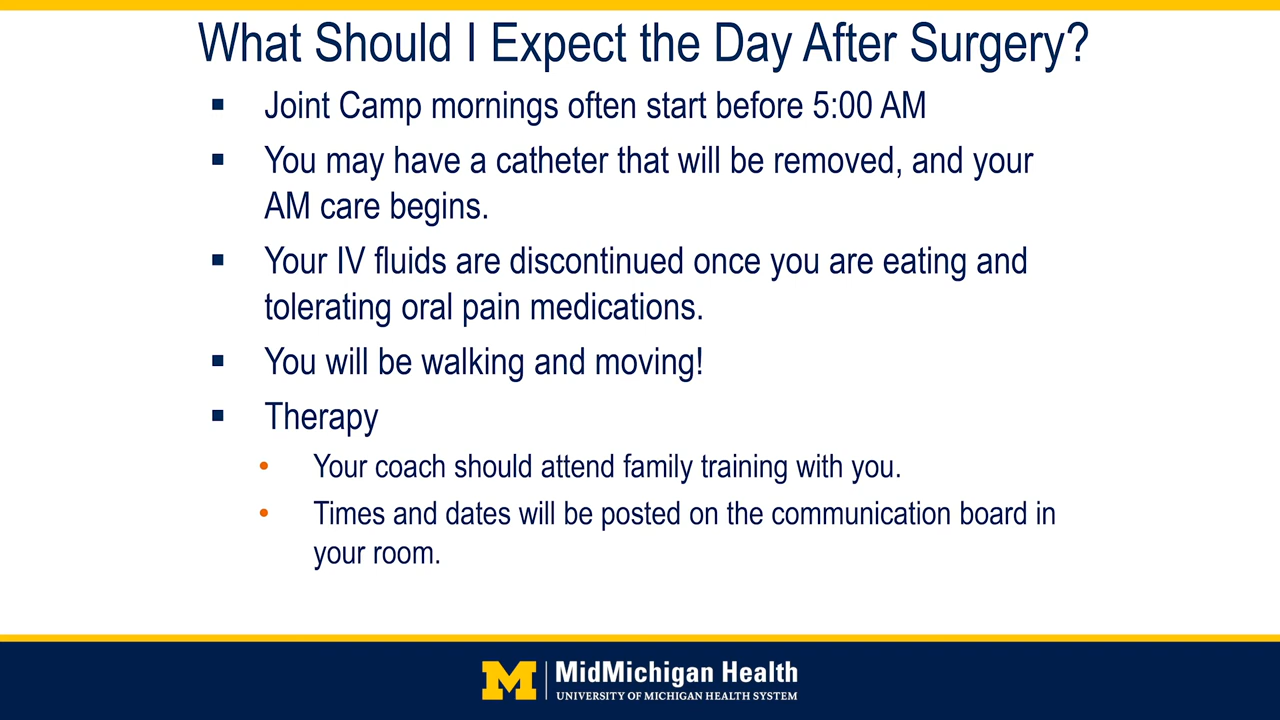 What Should I Expect the Day After Surgery?
▪ Joint Camp mornings often start before 5:00 AM
▪ You may have a catheter that will be removed, and your
AM care begins.
▪ Your IV fluids are discontinued once you are eating and
tolerating oral pain medications.
▪ You will be walking and moving!
▪ Therapy
• Your coach should attend family training with you.
• Times and dates will be posted on the communication board in
your room.
M MidMichigan Health
UNIVERSITY OF MICHIGAN HEALTH SYSTEM